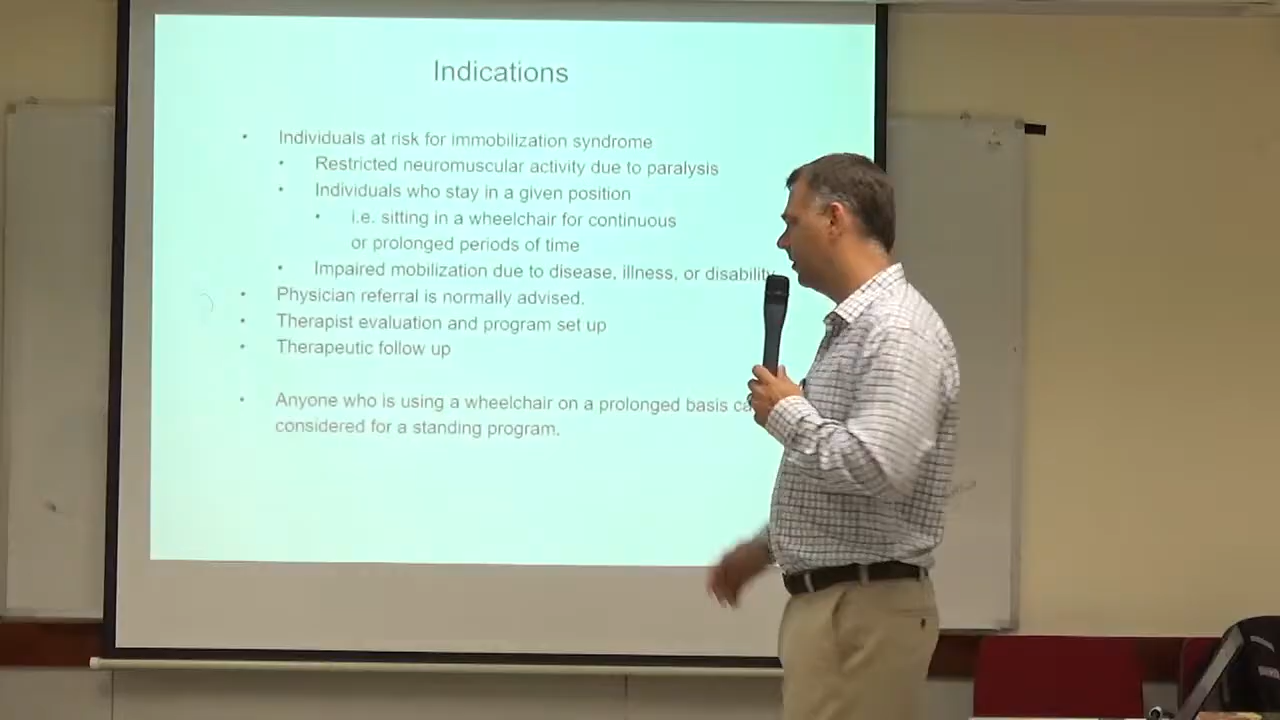 Indications
• Individuals at risk for immobilization syndrome
• Restricted neuromuscular activity due to paralysis
• Individuals who stay in a given position
• i.e. sitting in a wheelchair for continuous
or prolonged periods of time
• Impaired mobilization due to disease, illness, or disability
• Physician referral is normally advised.
• Therapist evaluation and program set up
• Therapeutic follow up
• Anyone who is using a wheelchair on a prolonged basis
considered for a standing program.